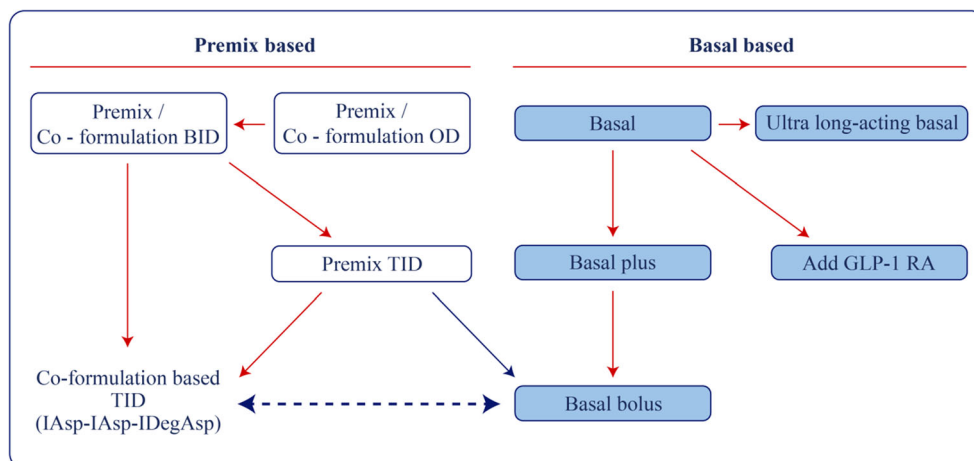 Premix based
Basal based
Premix /
Co - formulation BID
Premix /
Co - formulation OD
Basal
Ultra long-acting basal
Premix TID
Basal plus
Add GLP-1 RA
Co-formulation based
TID
(IAsp-IAsp-IDegAsp)
Basal bolus